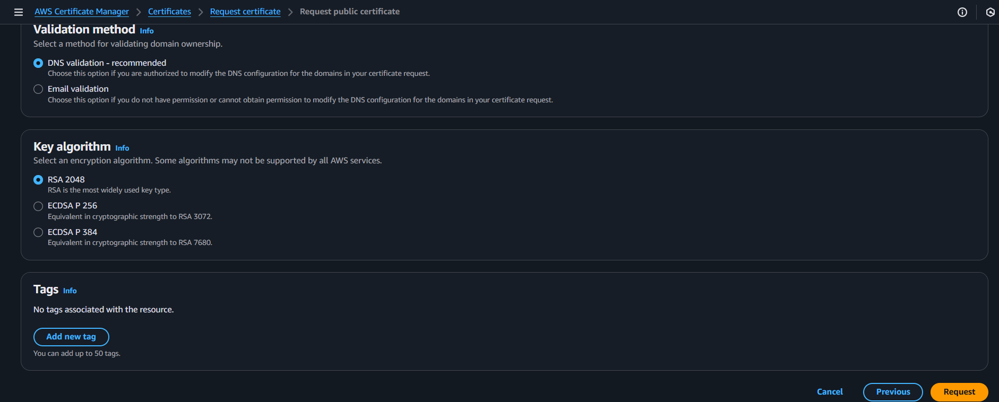 AWS Certificate Manager > Certificates > Request certificate > Request public certificate
Validation method Info
Select a method for validating domain ownership.
DNS validation - recommended
Choose this option if you are authorized to modify the DNS configuration for the domains in your certificate request.
Email validation
Choose this option if you do not have permission or cannot obtain permission to modify the DNS configuration for the domains in your certificate request.
Key algorithm Info
Select an encryption algorithm. Some algorithms may not be supported by all AWS services.
RSA 2048
RSA is the most widely used key type.
ECDSA P 256
Equivalent in cryptographic strength to RSA 3072.
ECDSA P 384
Equivalent in cryptographic strength to RSA 7680.
Tags Info
No tags associated with the resource.
Add new tag
You can add up to 50 tags.
Cancel Previous Request